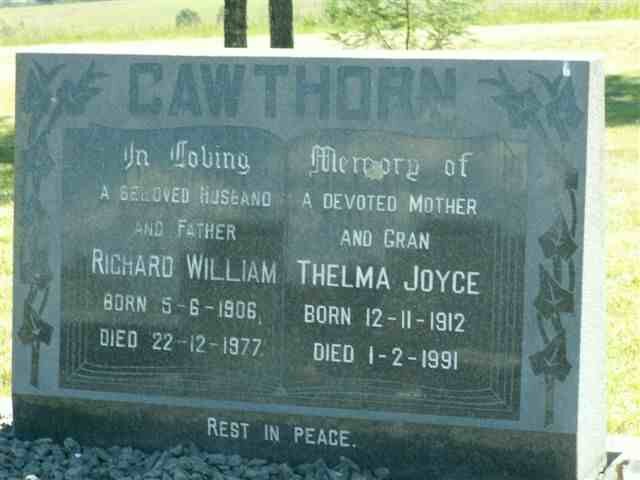 CAWTHORN
In Loving Memory of
A BELOVED HUSBAND
AND FATHER
RICHARD WILLIAM
BORN 5-6-1906,
DIED 22-12-1977.
A DEVOTED MOTHER
AND GRAN
THELMA JOYCE
BORN 12-11-1912
DIED 1-2-1991
REST IN PEACE.